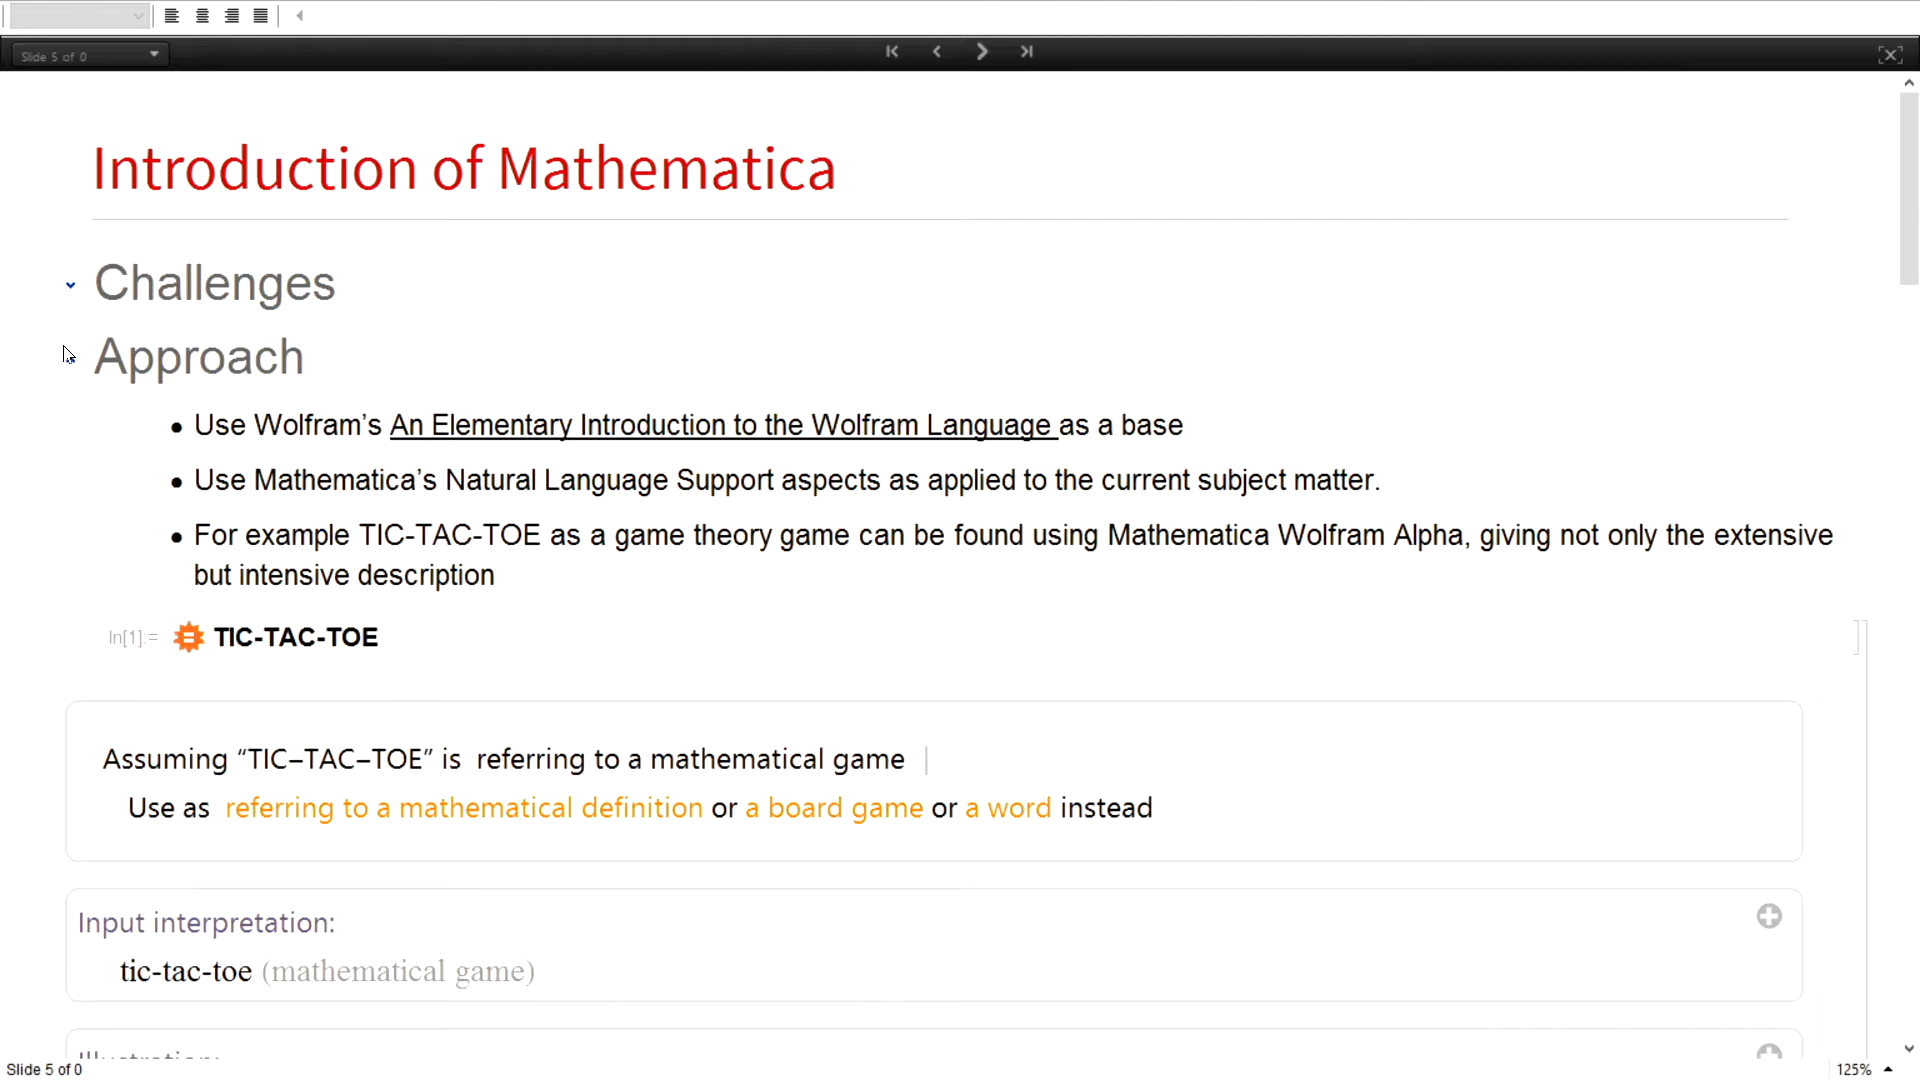 Slide 5 of 0
Introduction of Mathematica
Challenges
Approach
• Use Wolfram’s An Elementary Introduction to the Wolfram Language as a base
• Use Mathematica’s Natural Language Support aspects as applied to the current subject matter.
• For example TIC-TAC-TOE as a game theory game can be found using Mathematica Wolfram Alpha, giving not only the extensive
but intensive description
In[1]:= TIC-TAC-TOE
Assuming “TIC–TAC–TOE” is referring to a mathematical game |
Use as referring to a mathematical definition or a board game or a word instead
Input interpretation:
tic-tac-toe (mathematical game)
Illustration:
Slide 5 of 0
125%